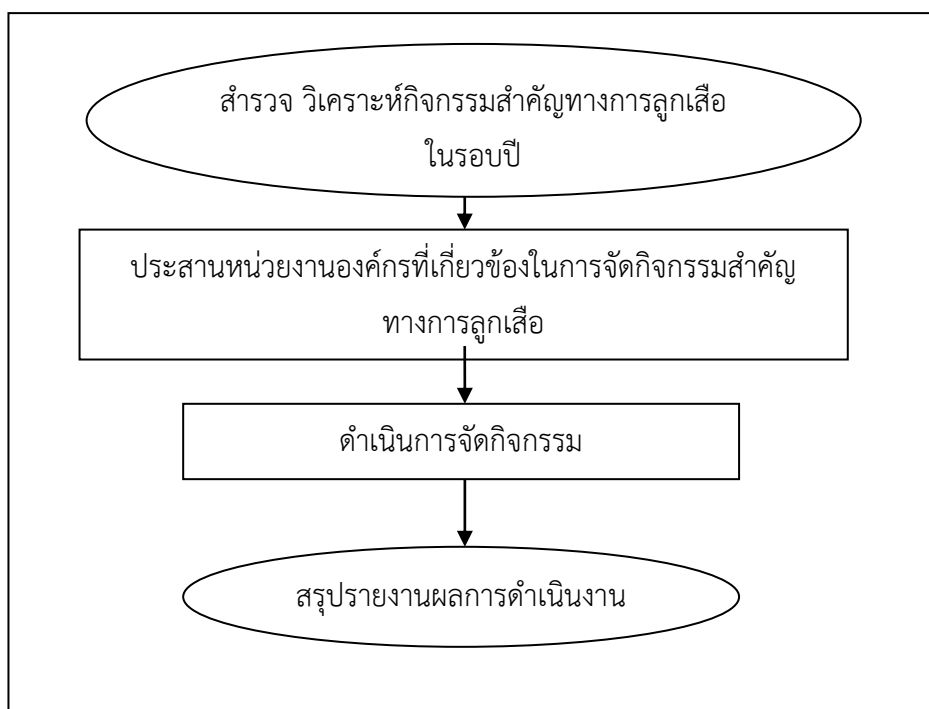 สำรวจ วิเคราะห์กิจกรรมสำคัญทางการลูกเสือ
ในรอบปี
ประสานหน่วยงานองค์กรที่เกี่ยวข้องในการจัดกิจกรรมสำคัญ
ทางการลูกเสือ
ดำเนินการจัดกิจกรรม
สรุปรายงานผลการดำเนินงาน